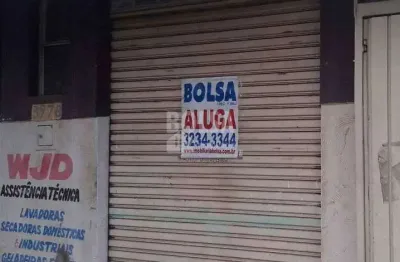 BOLSA
ALUGA
3234-3344
WJD
ASSISTÊNCIA TÉCNICA
LAVADORAS
SECADORAS DOMÉSTICAS
E INDUSTRIAIS